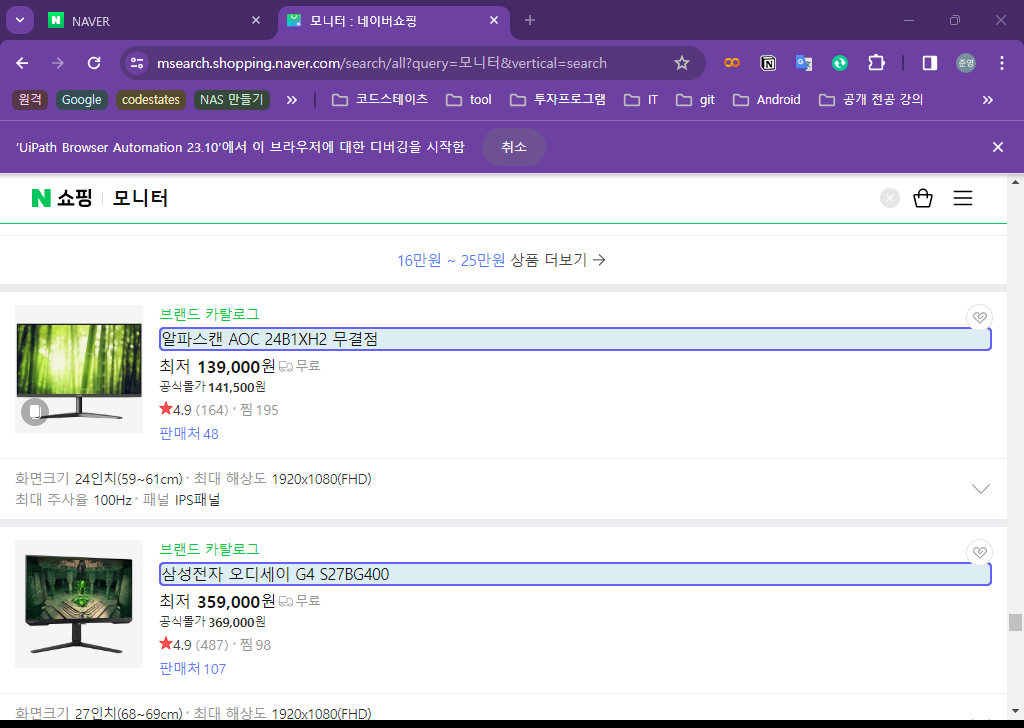 NAVER
모니터 : 네이버쇼핑
msearch.shopping.naver.com/search/all?query=모니터&vertical=search
준영
원격 Google codestates NAS 만들기 » 코드스테이츠 tool 투자프로그램 IT git Android 공개 전공 강의 »
'UiPath Browser Automation 23.10'에서 이 브라우저에 대한 디버깅을 시작함 취소
N 쇼핑 모니터
16만원 ~ 25만원 상품 더보기 →
브랜드 카탈로그
알파스캔 AOC 24B1XH2 무결점
최저 139,000원 무료
공식몰가 141,500원
★4.9 (164) · 찜 195
판매처 48
화면크기 24인치(59~61cm) · 최대 해상도 1920x1080(FHD)
최대 주사율 100Hz · 패널 IPS패널
브랜드 카탈로그
삼성전자 오디세이 G4 S27BG400
최저 359,000원 무료
공식몰가 369,000원
★4.9 (487) · 찜 98
판매처 107
화면크기 27인치(68~69cm) · 최대 해상도 1920x1080(FHD)